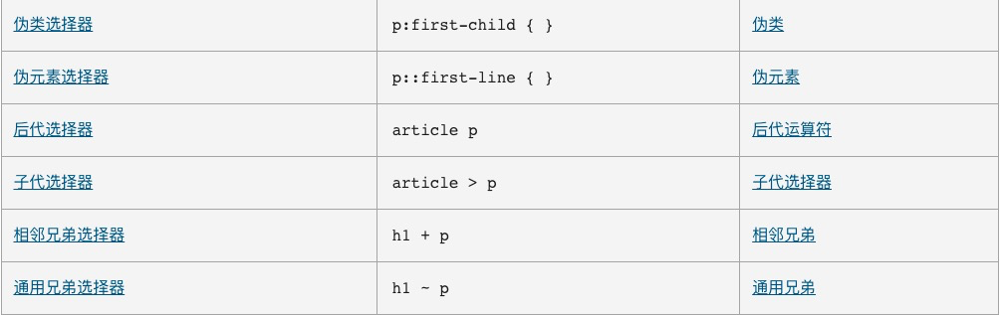 伪类选择器 p:first-child { } 伪类
伪元素选择器 p::first-line { } 伪元素
后代选择器 article p 后代运算符
子代选择器 article > p 子代选择器
相邻兄弟选择器 h1 + p 相邻兄弟
通用兄弟选择器 h1 ~ p 通用兄弟